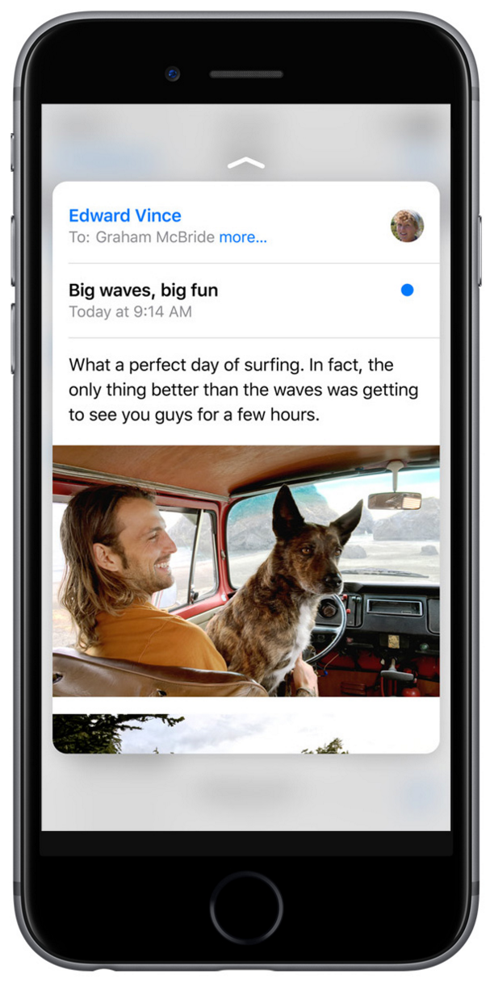 Edward Vince
To: Graham McBride more...
Big waves, big fun
Today at 9:14 AM
What a perfect day of surfing. In fact, the
only thing better than the waves was getting
to see you guys for a few hours.